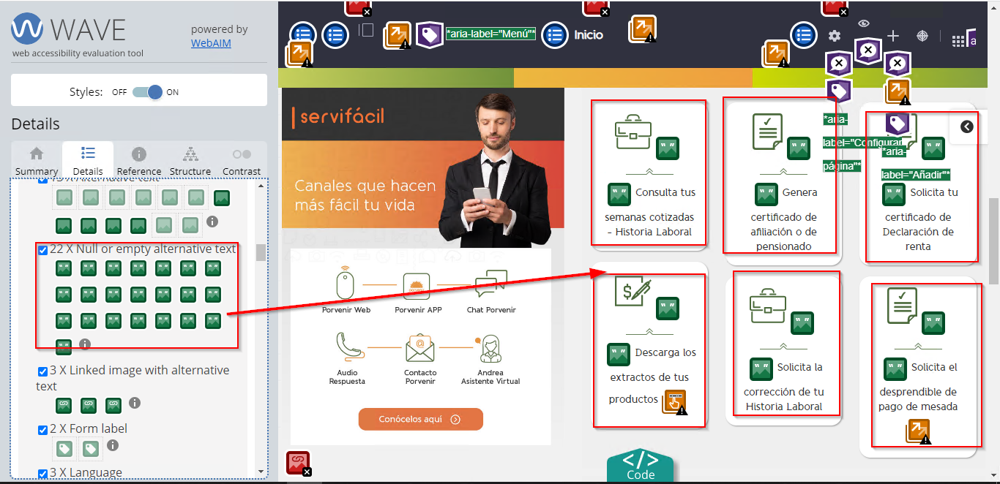 WAVE
powered by
WebAIM
web accessibility evaluation tool
Styles: OFF ON
Details
Summary Details Reference Structure Contrast
Alternative text
22 X Null or empty alternative text
3 X Linked image with alternative
text
2 X Form label
3 X Language
*aria-label="Menú"*
Inicio
a
servifácil
Canales que hacen
más fácil tu vida
Porvenir Web Porvenir APP Chat Porvenir
Audio
Respuesta
Contacto
Porvenir
Andrea
Asistente Virtual
Conócelos aquí
Consulta tus
semanas cotizadas
- Historia Laboral
Genera
certificado de
afiliación o de
pensionado
*aria-
label="Configurar
página"*
*aria-
label="Añadir"*
Solicita tu
certificado de
Declaración de
renta
Descarga los
extractos de tus
productos
Solicita la
corrección de tu
Historia Laboral
Solicita el
desprendible de
pago de mesada
</>
Code